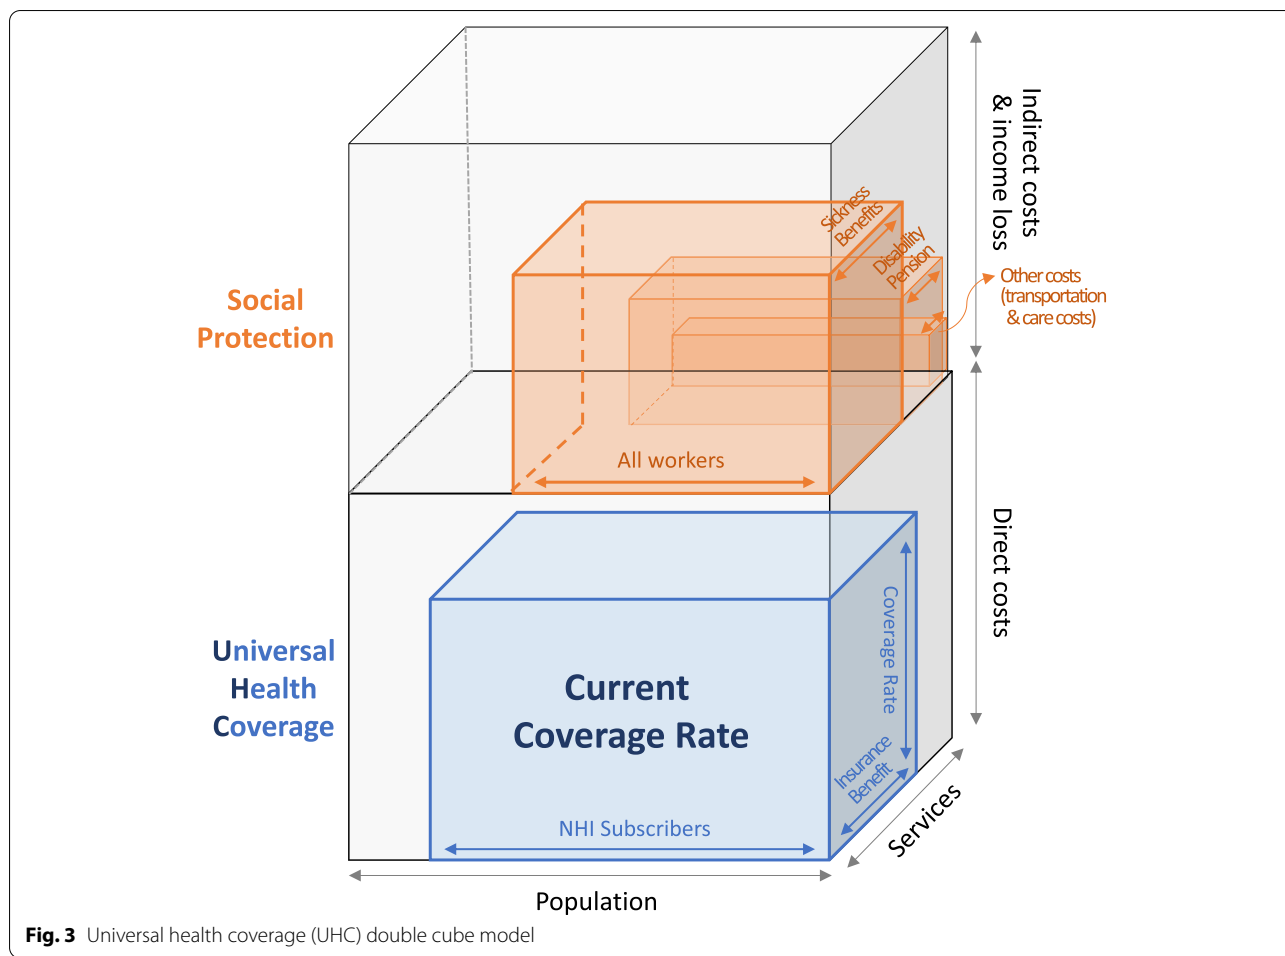 Indirect costs
& income loss
Sickness
Benefits
Disability
Pension
Other costs
(transportation
& care costs)
Social
Protection
All workers
Direct costs
Coverage Rate
Universal
Health
Coverage
Current
Coverage Rate
Insurance
Benefit
NHI Subscribers
Services
Population
Fig. 3 Universal health coverage (UHC) double cube model